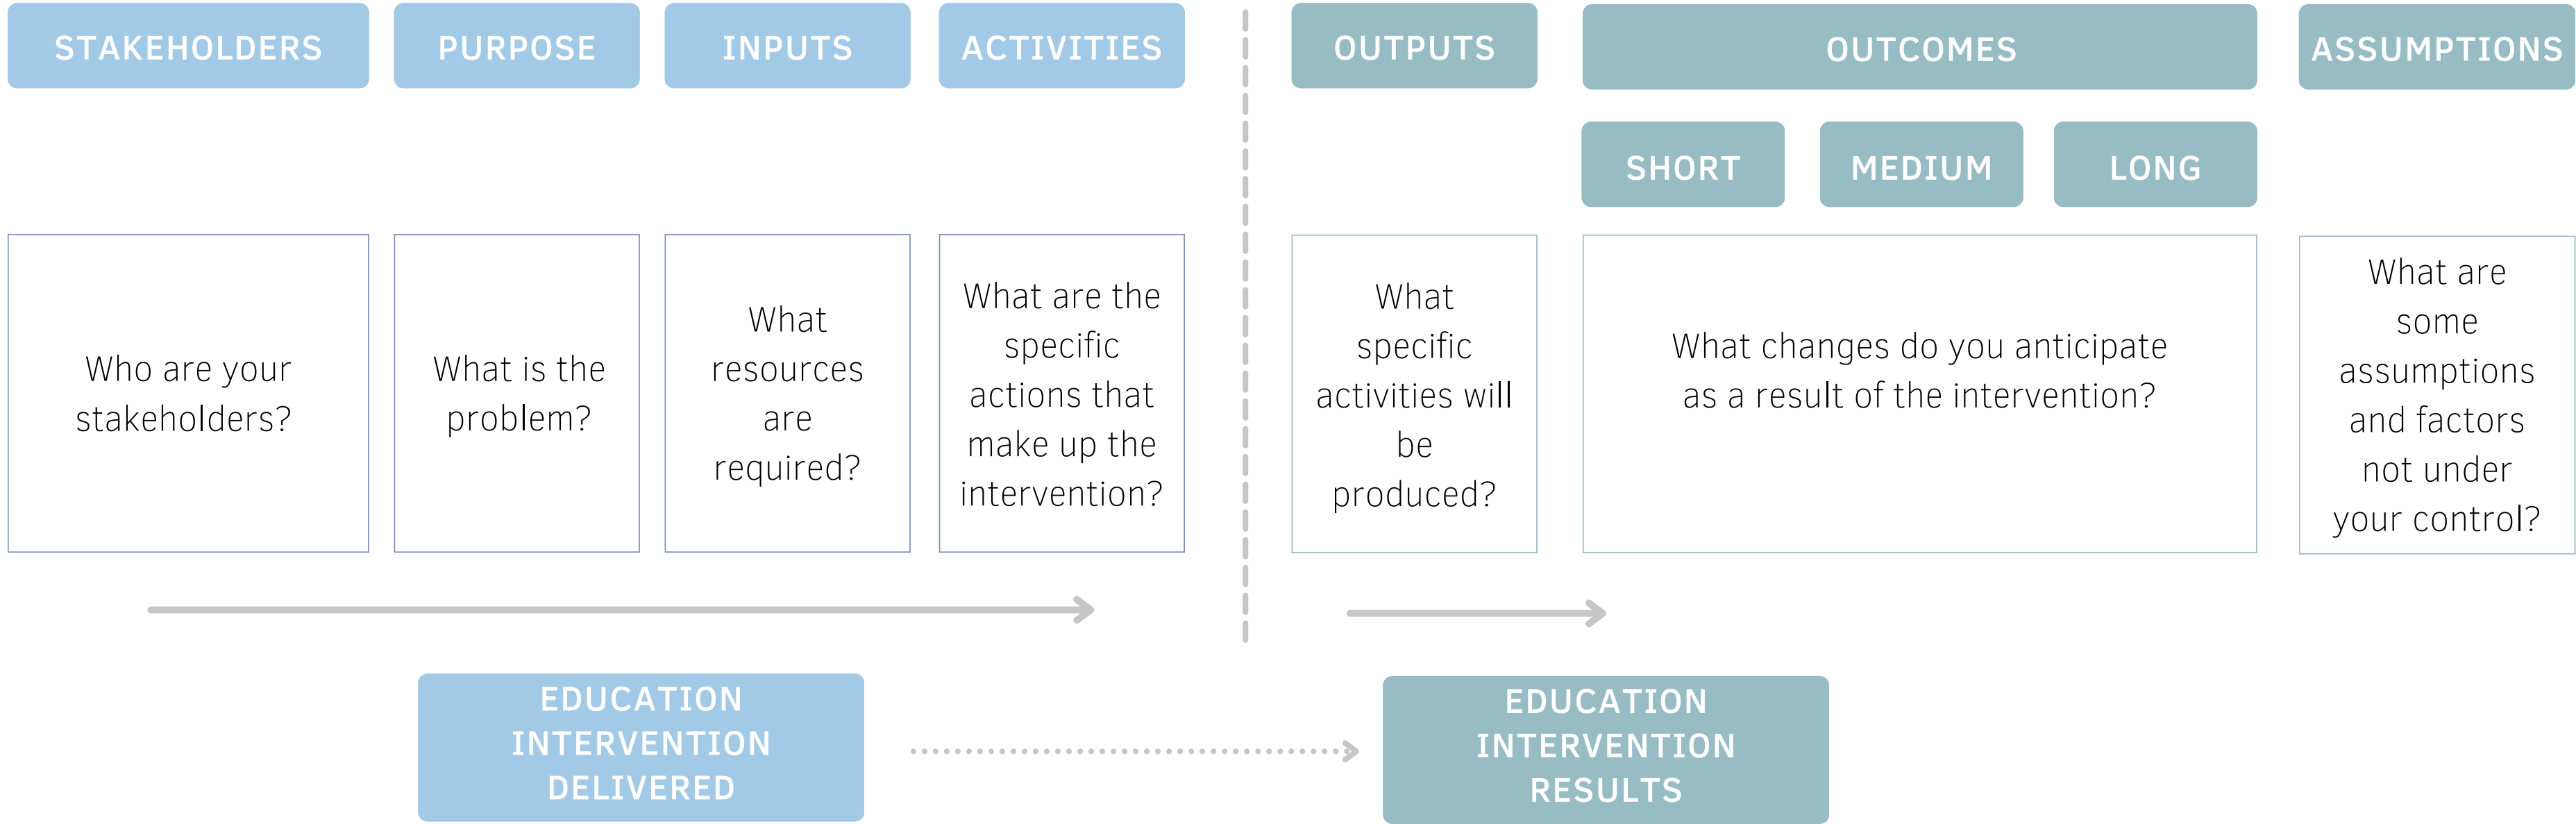 STAKEHOLDERS
PURPOSE
INPUTS
ACTIVITIES
OUTPUTS
OUTCOMES
ASSUMPTIONS
SHORT
MEDIUM
LONG
Who are your
stakeholders?
What is the
problem?
What
resources
are
required?
What are the
specific
actions that
make up the
intervention?
What
specific
activities will
be
produced?
What changes do you anticipate
as a result of the intervention?
What are
some
assumptions
and factors
not under
your control?
EDUCATION
INTERVENTION
DELIVERED
EDUCATION
INTERVENTION
RESULTS